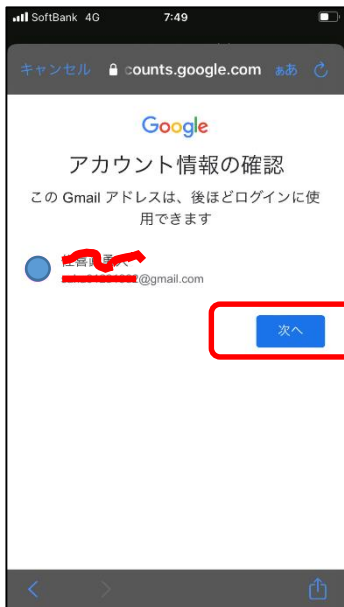 SoftBank 4G 7:49
キャンセル counts.google.com あぁ
Google
アカウント情報の確認
この Gmail アドレスは、後ほどログインに使
用できます
@gmail.com
次へ